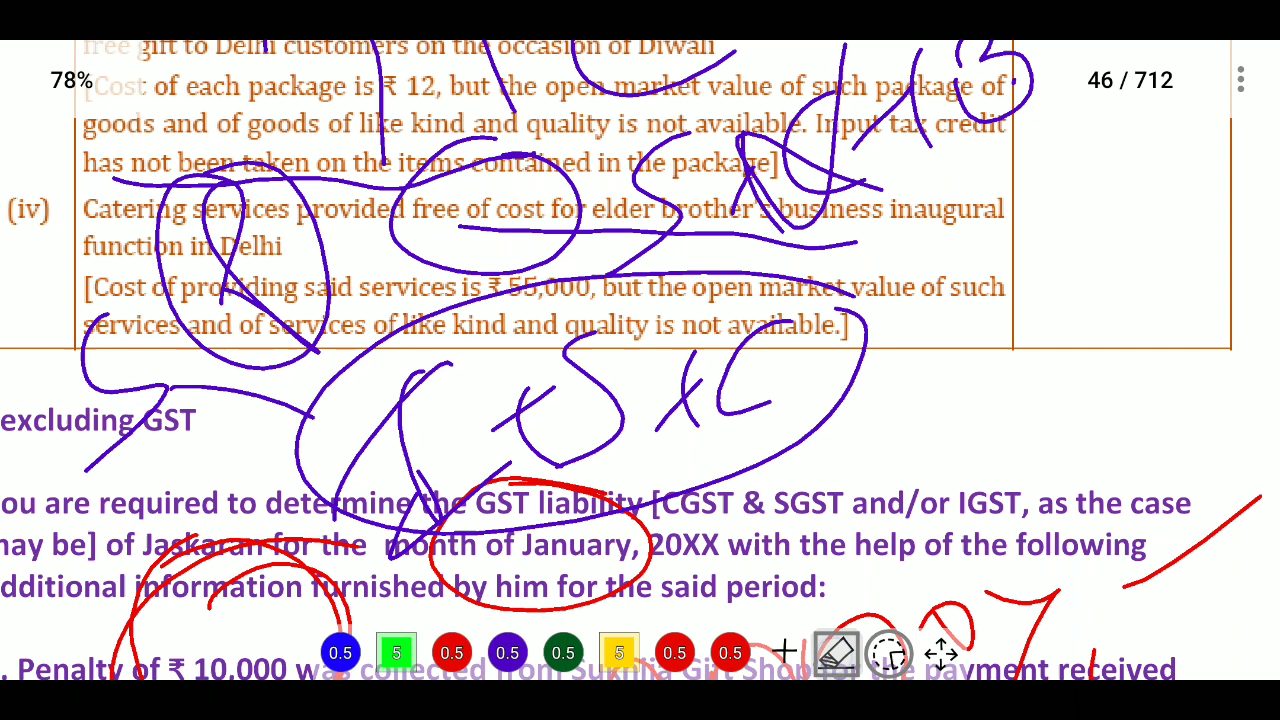 free gift to Delhi customers on the occasion of Diwali
78%
46 / 712
[Cost of each package is ₹ 12, but the open market value of such package of
goods and of goods of like kind and quality is not available. Input tax credit
has not been taken on the items contained in the package]
(iv) Catering services provided free of cost for elder brother's business inaugural
function in Delhi
[Cost of providing said services is ₹ 55,000, but the open market value of such
services and of services of like kind and quality is not available.]
excluding GST
ou are required to determine the GST liability [CGST & SGST and/or IGST, as the case
may be] of Jaskaran for the month of January, 20XX with the help of the following
dditional information furnished by him for the said period:
0.5 5 0.5 0.5 0.5 5 0.5 0.5
. Penalty of ₹ 10,000 was collected from Sukhija Gift Shop for the payment received